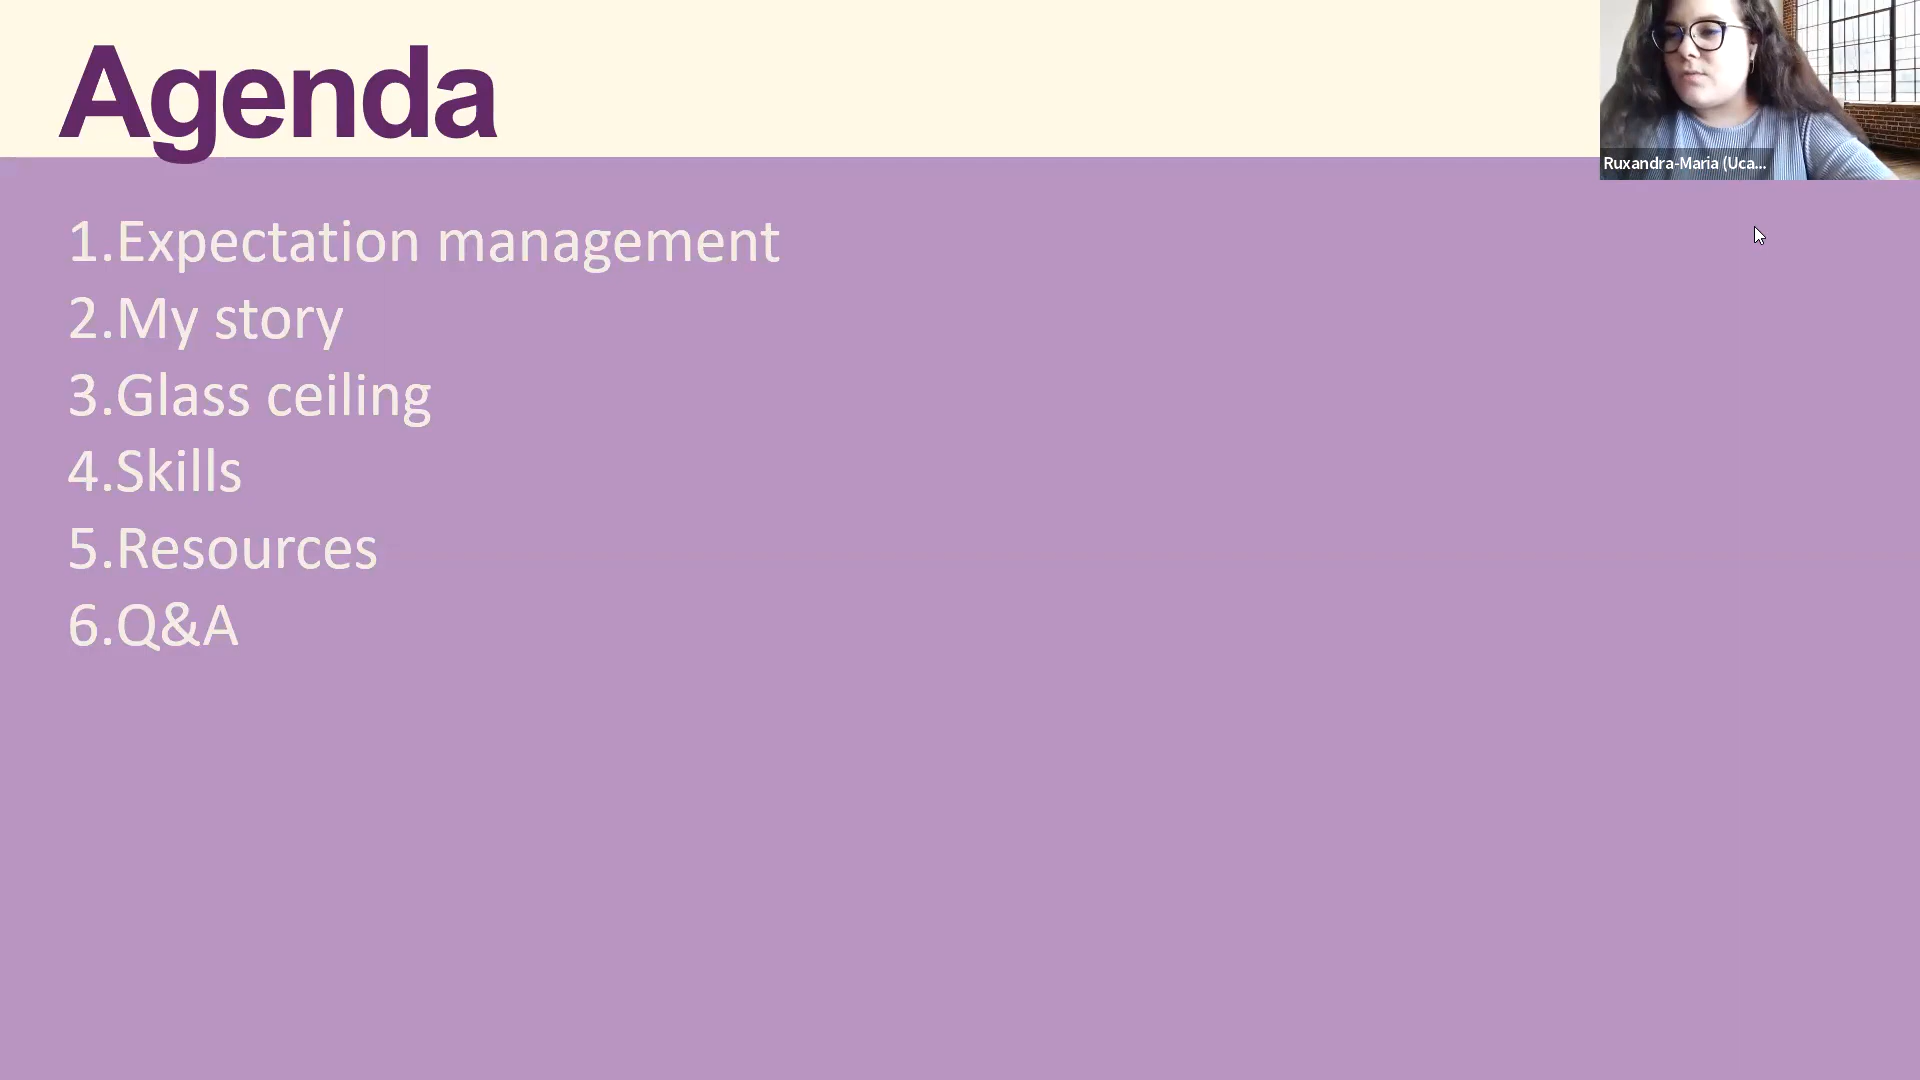 Agenda
Ruxandra-Maria (Uca...
1.Expectation management
2.My story
3.Glass ceiling
4.Skills
5.Resources
6.Q&A